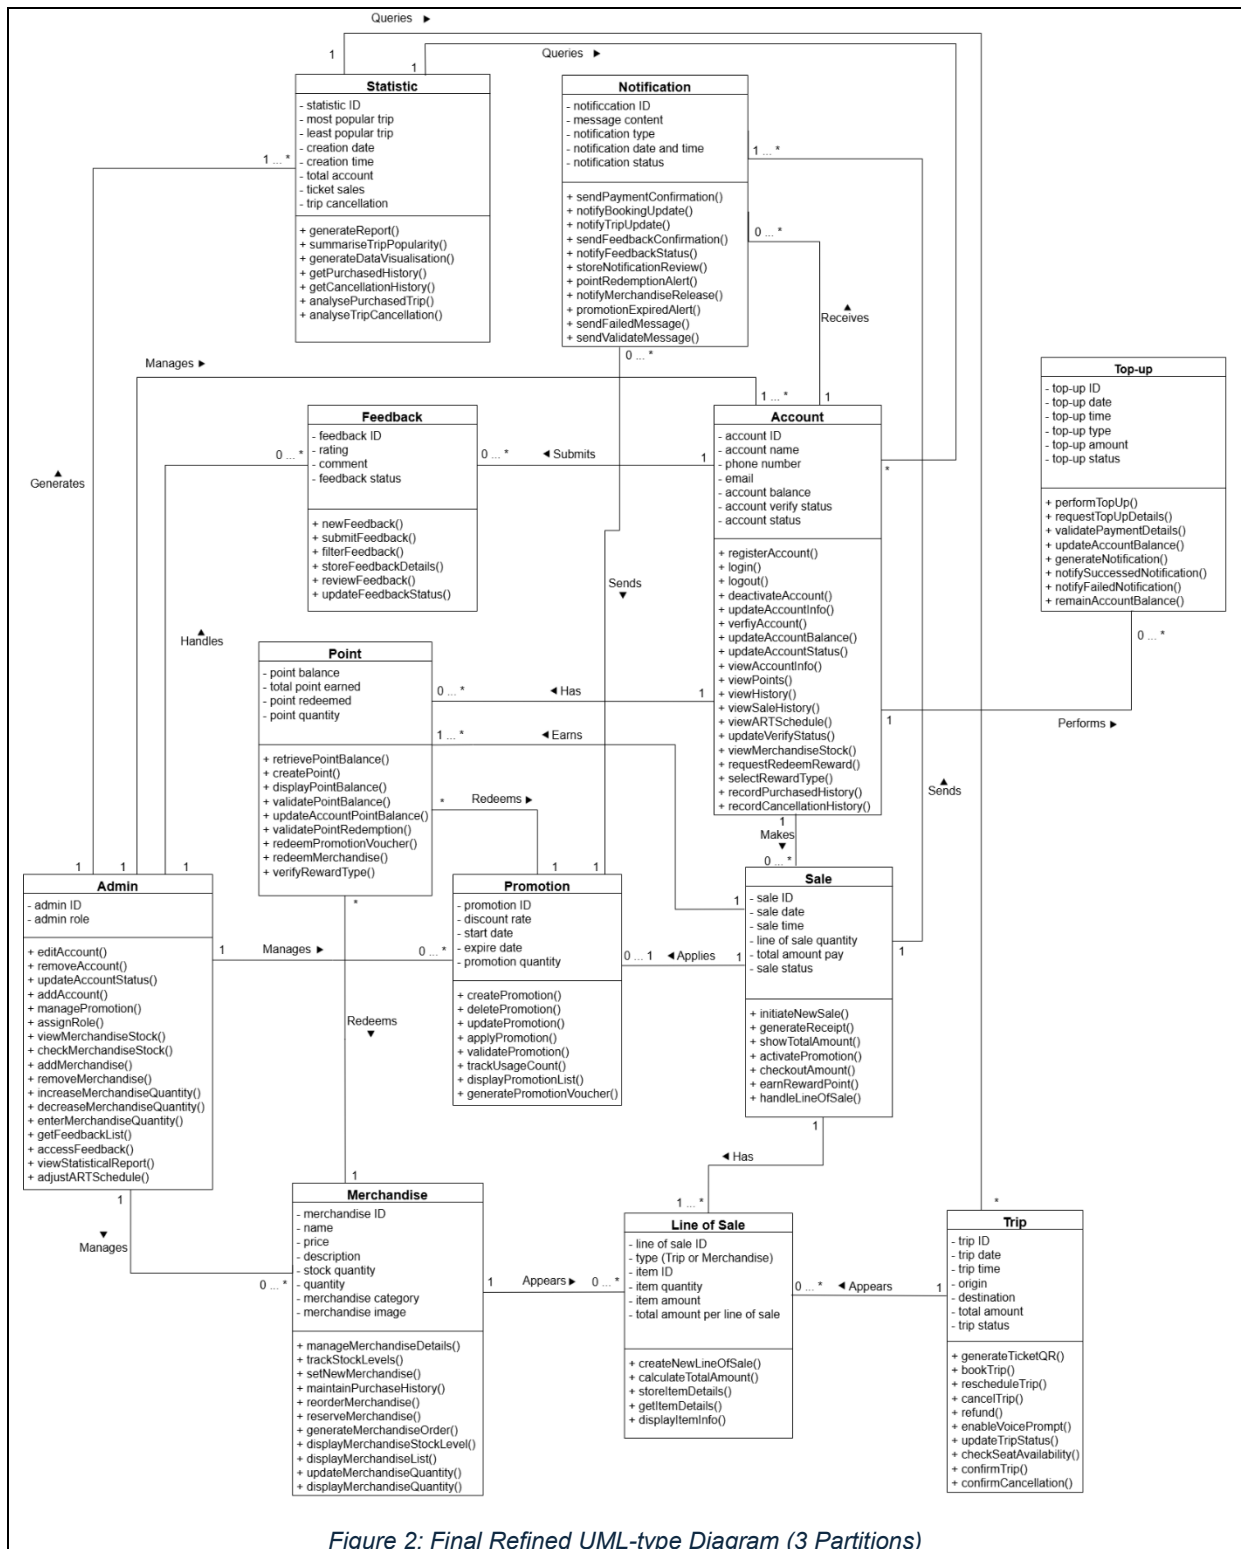 Queries ►
1
1
Queries ►
Statistic
- statistic ID
- most popular trip
- least popular trip
- creation date
- creation time
- total account
- ticket sales
- trip cancellation
+ generateReport()
+ summariseTripPopularity()
+ generateDataVisualisation()
+ getPurchasedHistory()
+ getCancellationHistory()
+ analysePurchasedTrip()
+ analyseTripCancellation()
1 ... *
Notification
- notificcation ID
- message content
- notification type
- notification date and time
- notification status
+ sendPaymentConfirmation()
+ notifyBookingUpdate()
+ notifyTripUpdate()
+ sendFeedbackConfirmation()
+ notifyFeedbackStatus()
+ storeNotificationReview()
+ pointRedemptionAlert()
+ notifyMerchandiseRelease()
+ promotionExpiredAlert()
+ sendFailedMessage()
+ sendValidateMessage()
1 ... *
0 ... *
0 ... *
▲
Receives
Manages ►
1 ... *
1
Top-up
- top-up ID
- top-up date
- top-up time
- top-up type
- top-up amount
- top-up status
+ performTopUp()
+ requestTopUpDetails()
+ validatePaymentDetails()
+ updateAccountBalance()
+ generateNotification()
+ notifySuccessedNotification()
+ notifyFailedNotification()
+ remainAccountBalance()
0 ... *
Feedback
- feedback ID
- rating
- comment
- feedback status
+ newFeedback()
+ submitFeedback()
+ filterFeedback()
+ storeFeedbackDetails()
+ reviewFeedback()
+ updateFeedbackStatus()
0 ... *
0 ... *
◄ Submits
1
Account
- account ID
- account name
- phone number
- email
- account balance
- account verify status
- account status
+ registerAccount()
+ login()
+ logout()
+ deactivateAccount()
+ updateAccountInfo()
+ verfiyAccount()
+ updateAccountBalance()
+ updateAccountStatus()
+ viewAccountInfo()
+ viewPoints()
+ viewHistory()
+ viewSaleHistory()
+ viewARTSchedule()
+ updateVerifyStatus()
+ viewMerchandiseStock()
+ requestRedeemReward()
+ selectRewardType()
+ recordPurchasedHistory()
+ recordCancellationHistory()
*
▲
Generates
Sends
▼
▲
Handles
Point
- point balance
- total point earned
- point redeemed
- point quantity
+ retrievePointBalance()
+ createPoint()
+ displayPointBalance()
+ validatePointBalance()
+ updateAccountPointBalance()
+ validatePointRedemption()
+ redeemPromotionVoucher()
+ redeemMerchandise()
+ verifyRewardType()
0 ... *
◄ Has
1
1
Performs ►
1 ... *
◄ Earns
*
Redeems ►
▲
Sends
1
Makes
▼
0 ... *
1
1
1
1
1
Admin
- admin ID
- admin role
+ editAccount()
+ removeAccount()
+ updateAccountStatus()
+ addAccount()
+ managePromotion()
+ assignRole()
+ viewMerchandiseStock()
+ checkMerchandiseStock()
+ addMerchandise()
+ removeMerchandise()
+ increaseMerchandiseQuantity()
+ decreaseMerchandiseQuantity()
+ enterMerchandiseQuantity()
+ getFeedbackList()
+ accessFeedback()
+ viewStatisticalReport()
+ adjustARTSchedule()
1
Manages ►
0 ... *
*
Redeems
▼
Promotion
- promotion ID
- discount rate
- start date
- expire date
- promotion quantity
+ createPromotion()
+ deletePromotion()
+ updatePromotion()
+ applyPromotion()
+ validatePromotion()
+ trackUsageCount()
+ displayPromotionList()
+ generatePromotionVoucher()
0 ... 1
◄ Applies
1
1
Sale
- sale ID
- sale date
- sale time
- line of sale quantity
- total amount pay
- sale status
+ initiateNewSale()
+ generateReceipt()
+ showTotalAmount()
+ activatePromotion()
+ checkoutAmount()
+ earnRewardPoint()
+ handleLineOfSale()
1
1
◄ Has
1 ... *
1
1
▼
Manages
0 ... *
Merchandise
- merchandise ID
- name
- price
- description
- stock quantity
- quantity
- merchandise category
- merchandise image
+ manageMerchandiseDetails()
+ trackStockLevels()
+ setNewMerchandise()
+ maintainPurchaseHistory()
+ reorderMerchandise()
+ reserveMerchandise()
+ generateMerchandiseOrder()
+ displayMerchandiseStockLevel()
+ displayMerchandiseList()
+ updateMerchandiseQuantity()
+ displayMerchandiseQuantity()
1
Appears ►
0 ... *
Line of Sale
- line of sale ID
- type (Trip or Merchandise)
- item ID
- item quantity
- item amount
- total amount per line of sale
+ createNewLineOfSale()
+ calculateTotalAmount()
+ storeItemDetails()
+ getItemDetails()
+ displayItemInfo()
0 ... *
◄ Appears
1
*
Trip
- trip ID
- trip date
- trip time
- origin
- destination
- total amount
- trip status
+ generateTicketQR()
+ bookTrip()
+ rescheduleTrip()
+ cancelTrip()
+ refund()
+ enableVoicePrompt()
+ updateTripStatus()
+ checkSeatAvailability()
+ confirmTrip()
+ confirmCancellation()
Figure 2: Final Refined UML-type Diagram (3 Partitions)